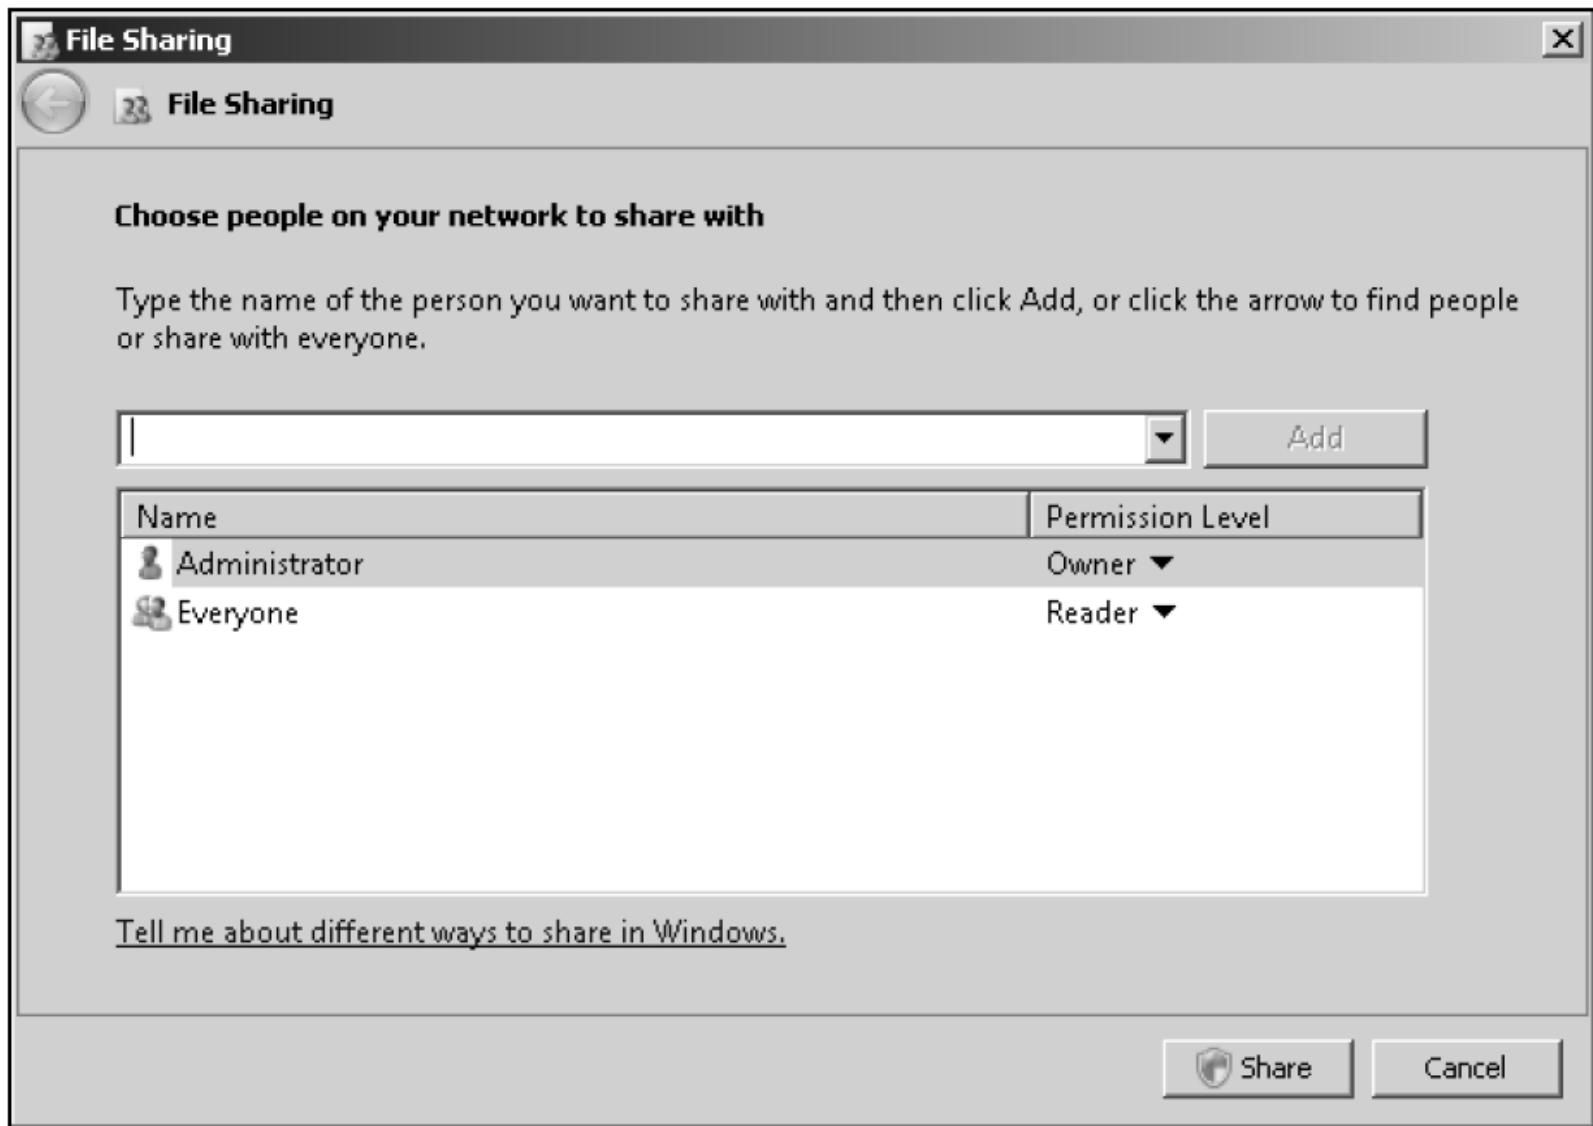 File Sharing
File Sharing
Choose people on your network to share with
Type the name of the person you want to share with and then click Add, or click the arrow to find people
or share with everyone.
Add
Name Permission Level
Administrator Owner
Everyone Reader
Tell me about different ways to share in Windows.
Share Cancel